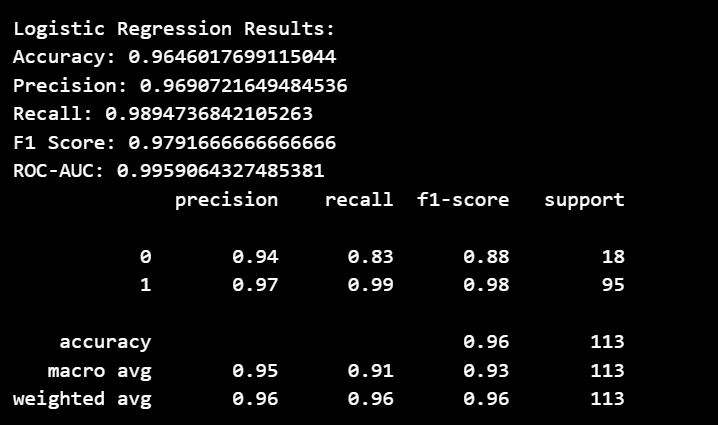 Logistic Regression Results:
Accuracy: 0.9646017699115044
Precision: 0.9690721649484536
Recall: 0.9894736842105263
F1 Score: 0.9791666666666666
ROC-AUC: 0.9959064327485381
precision recall f1-score support
0 0.94 0.83 0.88 18
1 0.97 0.99 0.98 95
accuracy 0.96 113
macro avg 0.95 0.91 0.93 113
weighted avg 0.96 0.96 0.96 113